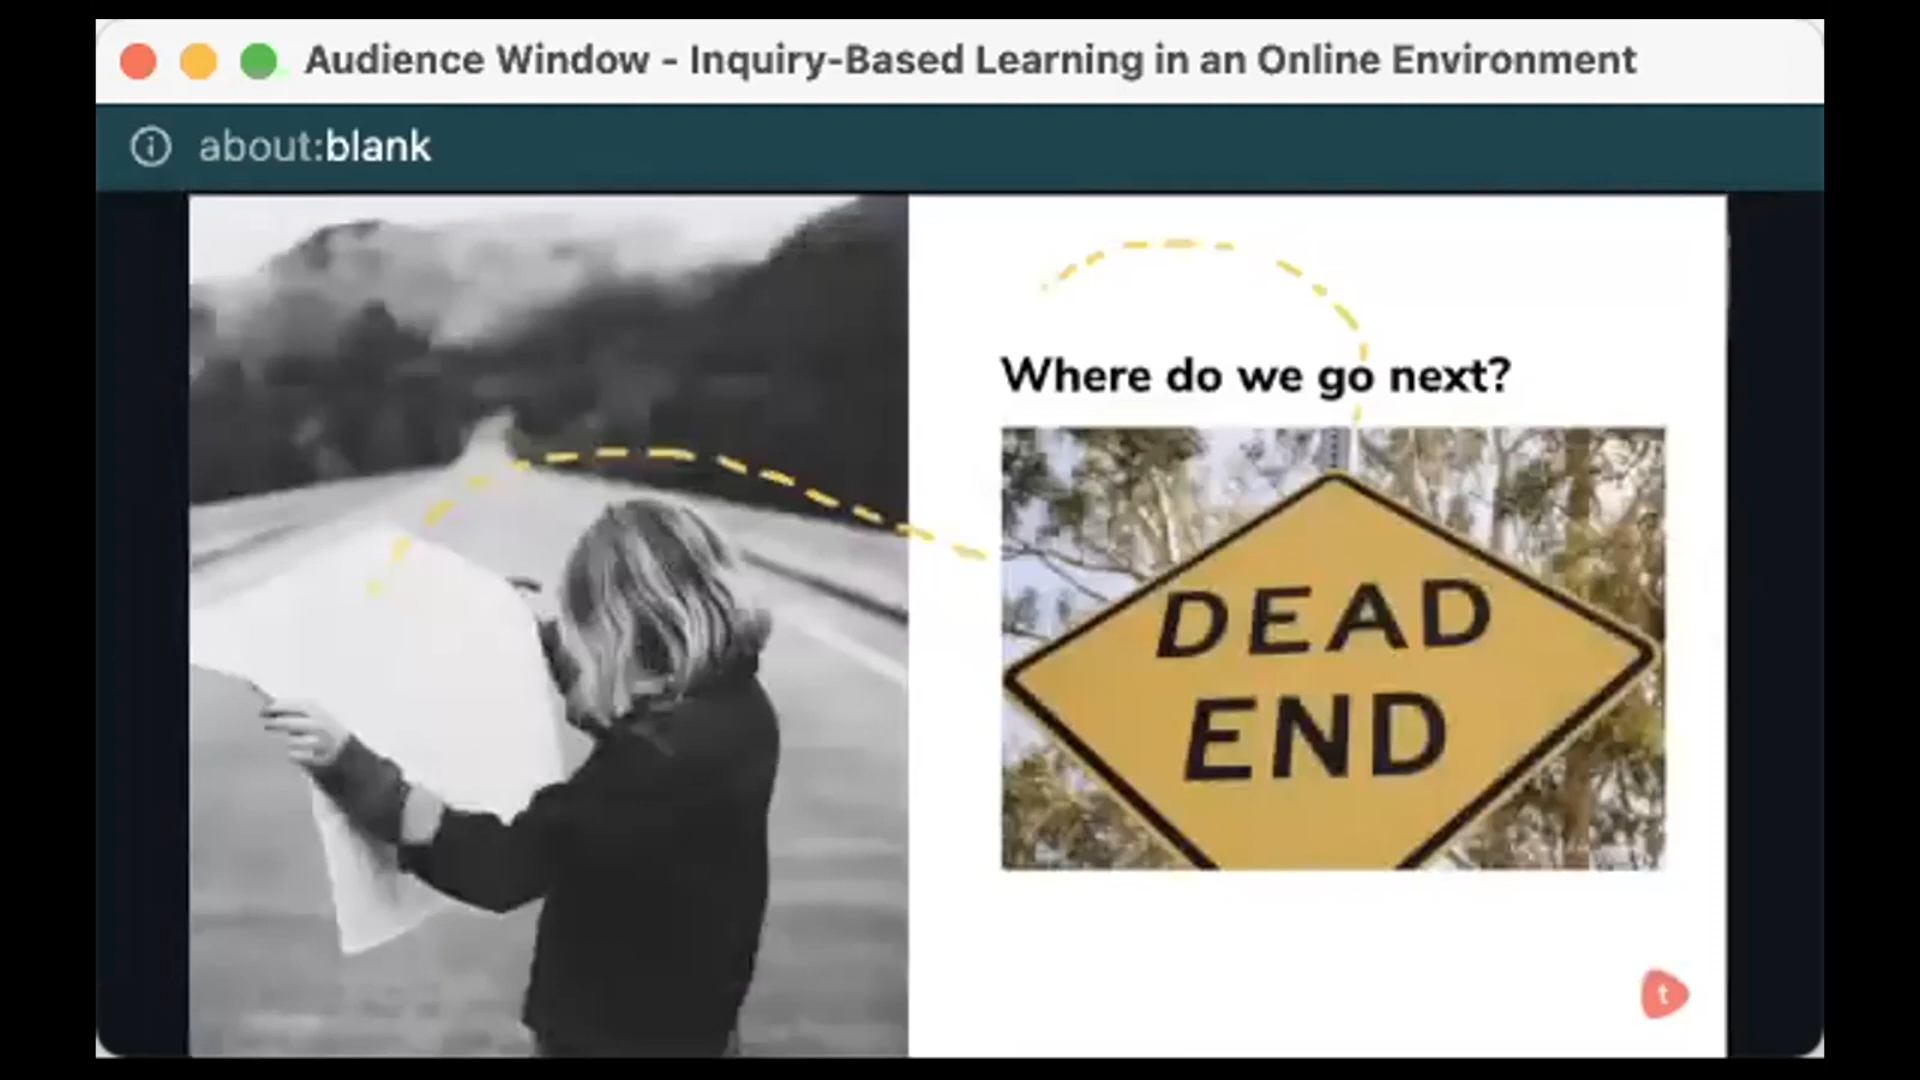 Audience Window - Inquiry-Based Learning in an Online Environment
about:blank
Where do we go next?
DEAD
END
t